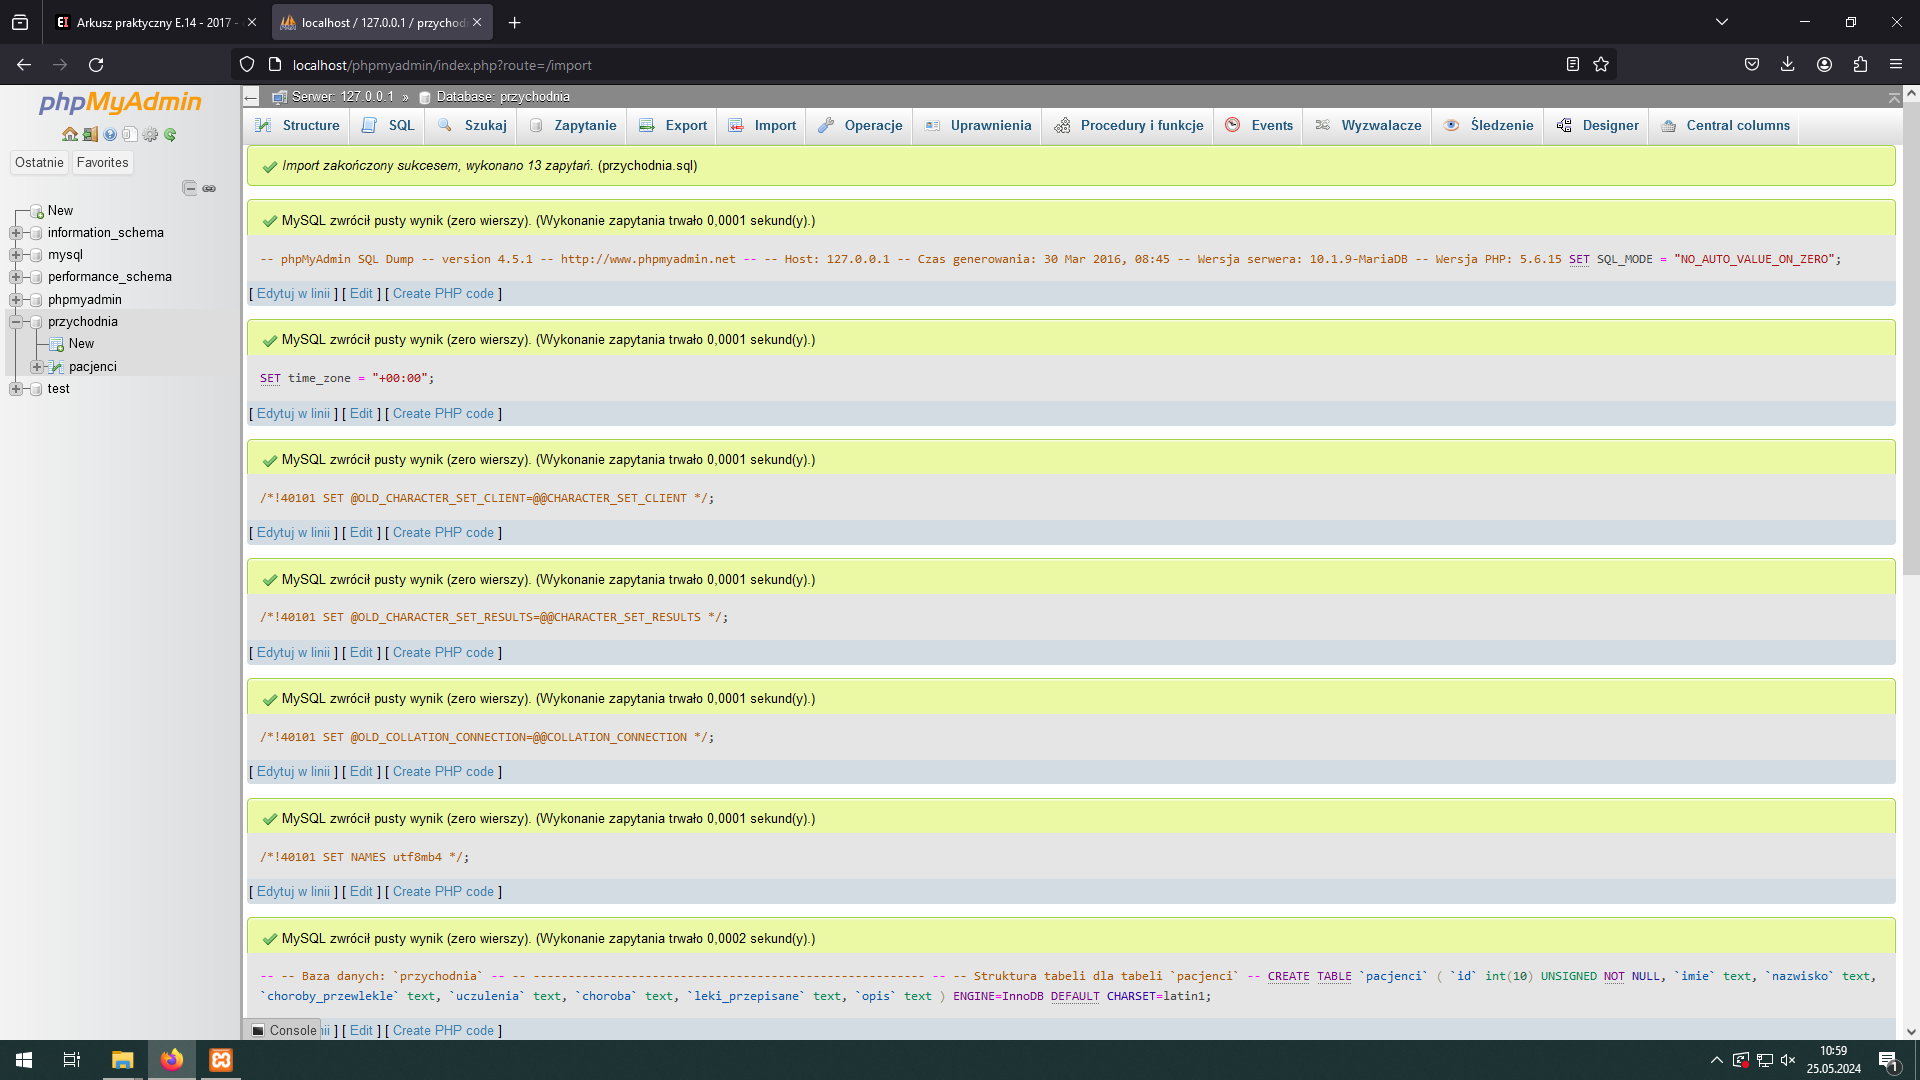 Arkusz praktyczny E.14 - 2017 -
localhost / 127.0.0.1 / przychod
localhost/phpmyadmin/index.php?route=/import
phpMyAdmin
Ostatnie Favorites
New
information_schema
mysql
performance_schema
phpmyadmin
przychodnia
New
pacjenci
test
Serwer: 127.0.0.1 » Database: przychodnia
Structure SQL Szukaj Zapytanie Export Import Operacje Uprawnienia Procedury i funkcje Events Wyzwalacze Śledzenie Designer Central columns
Import zakończony sukcesem, wykonano 13 zapytań. (przychodnia.sql)
MySQL zwrócił pusty wynik (zero wierszy). (Wykonanie zapytania trwało 0,0001 sekund(y).)
-- phpMyAdmin SQL Dump -- version 4.5.1 -- http://www.phpmyadmin.net -- -- Host: 127.0.0.1 -- Czas generowania: 30 Mar 2016, 08:45 -- Wersja serwera: 10.1.9-MariaDB -- Wersja PHP: 5.6.15 SET SQL_MODE = "NO_AUTO_VALUE_ON_ZERO";
[ Edytuj w linii ] [ Edit ] [ Create PHP code ]
MySQL zwrócił pusty wynik (zero wierszy). (Wykonanie zapytania trwało 0,0001 sekund(y).)
SET time_zone = "+00:00";
[ Edytuj w linii ] [ Edit ] [ Create PHP code ]
MySQL zwrócił pusty wynik (zero wierszy). (Wykonanie zapytania trwało 0,0001 sekund(y).)
/*!40101 SET @OLD_CHARACTER_SET_CLIENT=@@CHARACTER_SET_CLIENT */;
[ Edytuj w linii ] [ Edit ] [ Create PHP code ]
MySQL zwrócił pusty wynik (zero wierszy). (Wykonanie zapytania trwało 0,0001 sekund(y).)
/*!40101 SET @OLD_CHARACTER_SET_RESULTS=@@CHARACTER_SET_RESULTS */;
[ Edytuj w linii ] [ Edit ] [ Create PHP code ]
MySQL zwrócił pusty wynik (zero wierszy). (Wykonanie zapytania trwało 0,0001 sekund(y).)
/*!40101 SET @OLD_COLLATION_CONNECTION=@@COLLATION_CONNECTION */;
[ Edytuj w linii ] [ Edit ] [ Create PHP code ]
MySQL zwrócił pusty wynik (zero wierszy). (Wykonanie zapytania trwało 0,0001 sekund(y).)
/*!40101 SET NAMES utf8mb4 */;
[ Edytuj w linii ] [ Edit ] [ Create PHP code ]
MySQL zwrócił pusty wynik (zero wierszy). (Wykonanie zapytania trwało 0,0002 sekund(y).)
-- -- Baza danych: `przychodnia` -- -- -------------------------------------------------------- -- -- Struktura tabeli dla tabeli `pacjenci` -- CREATE TABLE `pacjenci` ( `id` int(10) UNSIGNED NOT NULL, `imie` text, `nazwisko` text,
`choroby_przewlekle` text, `uczulenia` text, `choroba` text, `leki_przepisane` text, `opis` text ) ENGINE=InnoDB DEFAULT CHARSET=latin1;
Console nii ] [ Edit ] [ Create PHP code ]
10:59
25.05.2024
1